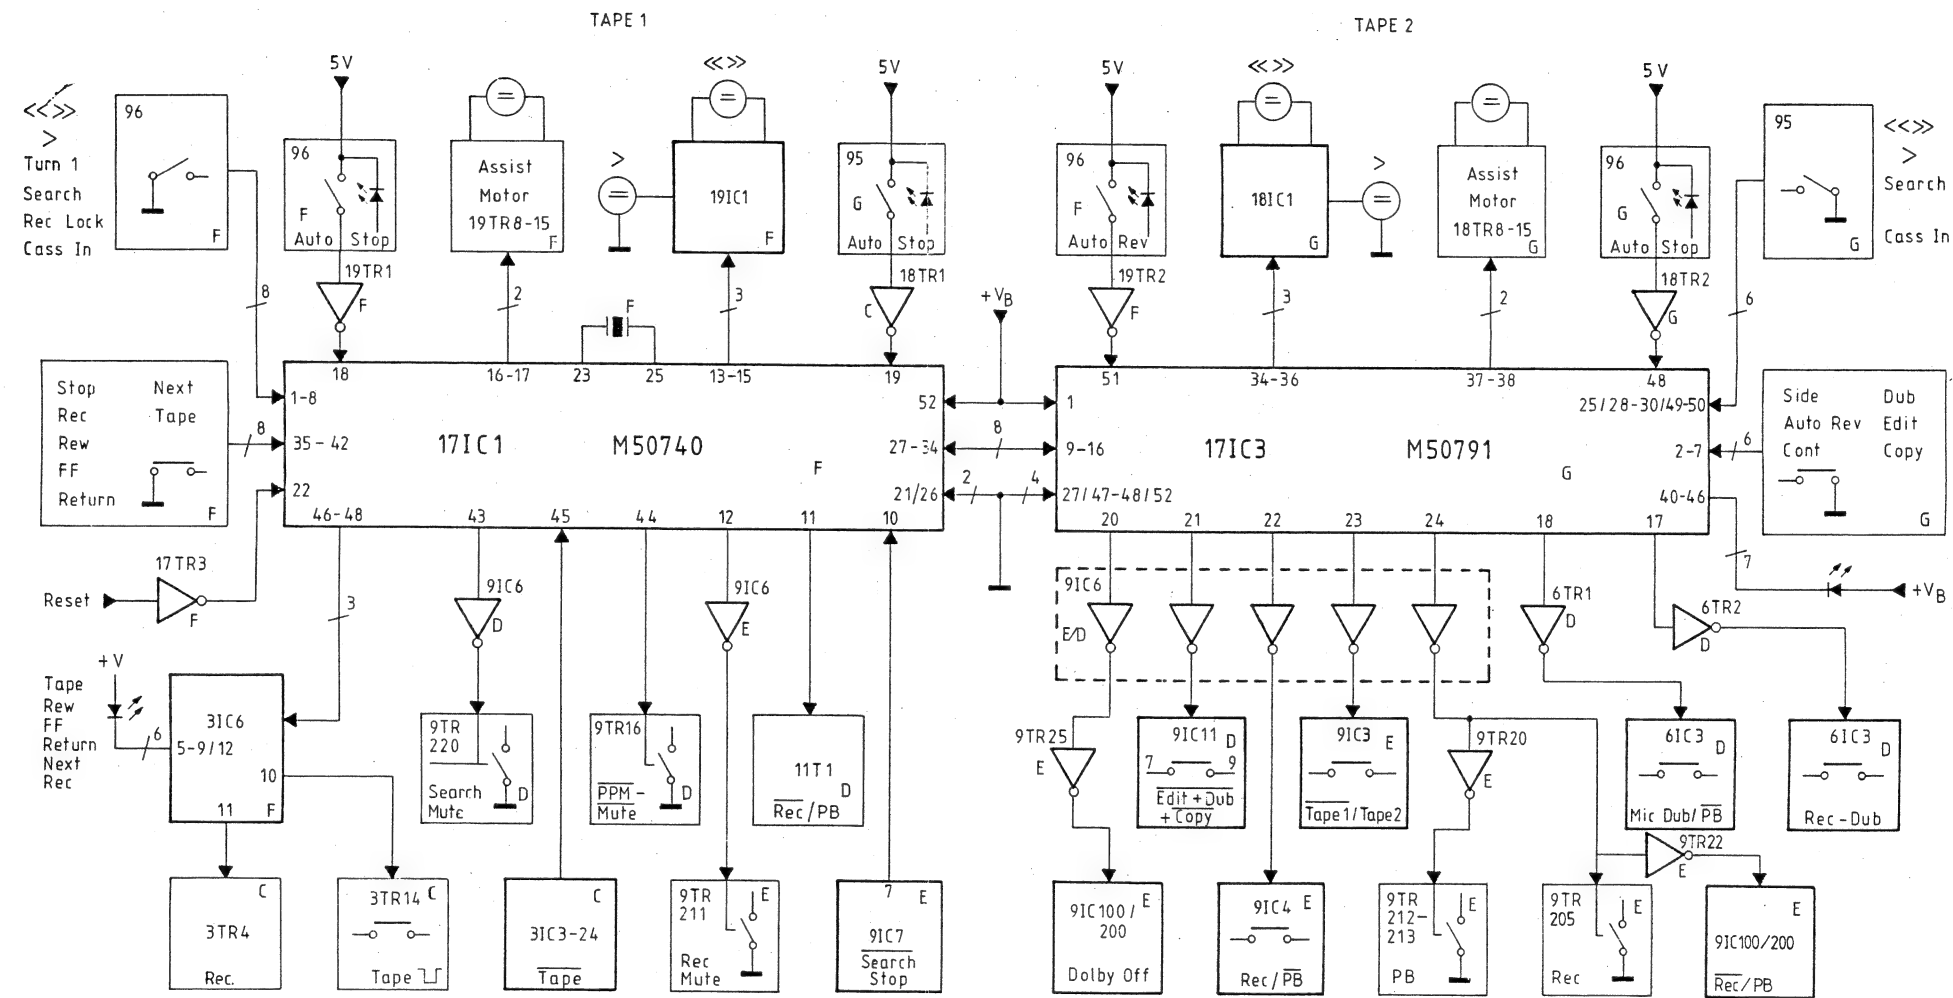 TAPE 1
TAPE 2
5V
<<>>
5V
5V
<<>>
5V
<<>>
>
Turn 1
Search
Rec Lock
Cass In
96
F
96
F
Auto Stop
=
Assist
Motor
19TR8-15
F
>
=
=
19IC1
F
95
G
Auto Stop
96
F
Auto Rev
=
18IC1
G
>
=
=
Assist
Motor
18TR8-15
G
96
G
Auto Stop
95
G
<<>>
>
Search
Cass In
19TR1
F
8
2
F
3
18TR1
C
+VB
19TR2
F
3
2
18TR2
G
6
Stop
Next
Rec
Tape
Rew
FF
Return
F
8
18
16-17
23
25
13-15
19
1-8
52
35-42
17IC1
M50740
27-34
F
22
21/26
46-48
43
45
44
12
11
10
8
2
4
51
34-36
37-38
48
1
25/28-30/49-50
9-16
17IC3
M50791
2-7
G
27/47-48/52
40-46
20
21
22
23
24
18
17
6
Side
Dub
Auto Rev
Edit
Cont
Copy
G
17TR3
Reset
F
3
9IC6
D
9IC6
E
9IC6
E/D
6TR1
D
6TR2
D
7
+VB
+V
Tape
Rew
FF
Return
Next
Rec
6
3IC6
5-9/12
10
11
F
9TR
220
Search
Mute
D
9TR16
PPM-
Mute
D
11T1
D
Rec/PB
9TR25
E
9IC11
D
7
9
Edit+Dub
+Copy
9IC3
E
Tape1/Tape2
9TR20
E
6IC3
D
Mic Dub/PB
6IC3
D
Rec-Dub
9TR22
E
C
3TR4
Rec.
3TR14
C
Tape
C
3IC3-24
Tape
9TR
211
E
Rec
Mute
7
E
9IC7
Search
Stop
9IC100/
200
E
Dolby Off
9IC4
E
Rec/PB
9TR
212-
213
E
PB
9TR
205
E
Rec
E
9IC100/200
Rec/PB